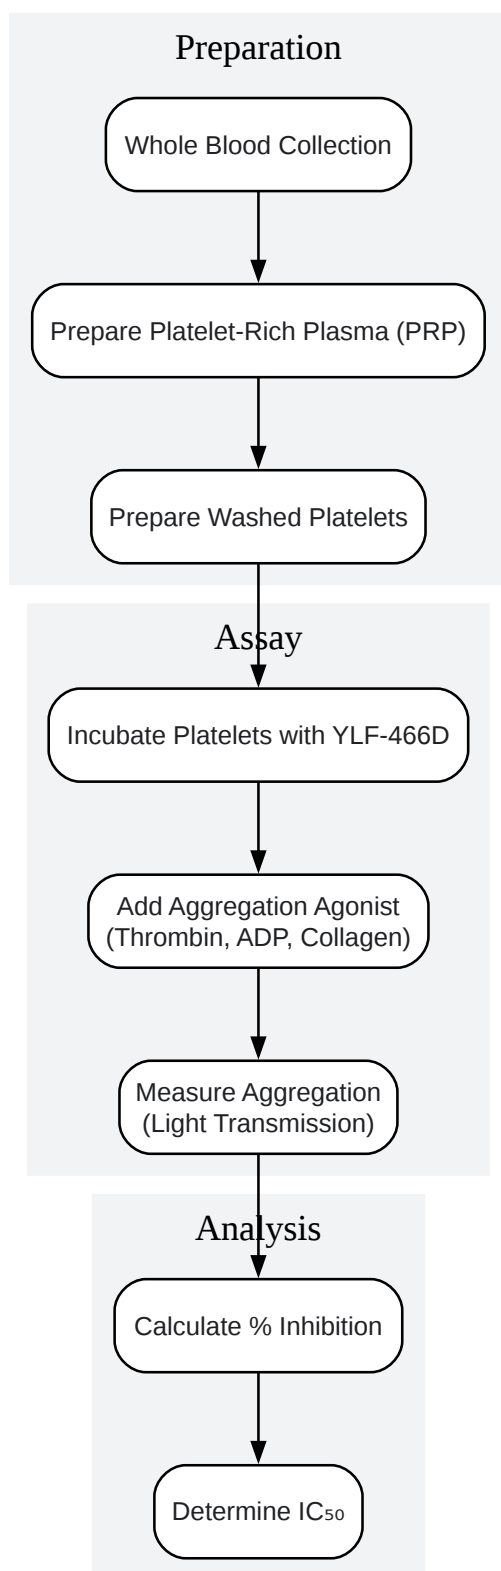 Preparation
Whole Blood Collection
Prepare Platelet-Rich Plasma (PRP)
Prepare Washed Platelets
Assay
Incubate Platelets with YLF-466D
Add Aggregation Agonist
(Thrombin, ADP, Collagen)
Measure Aggregation
(Light Transmission)
Analysis
Calculate % Inhibition
Determine IC₅₀